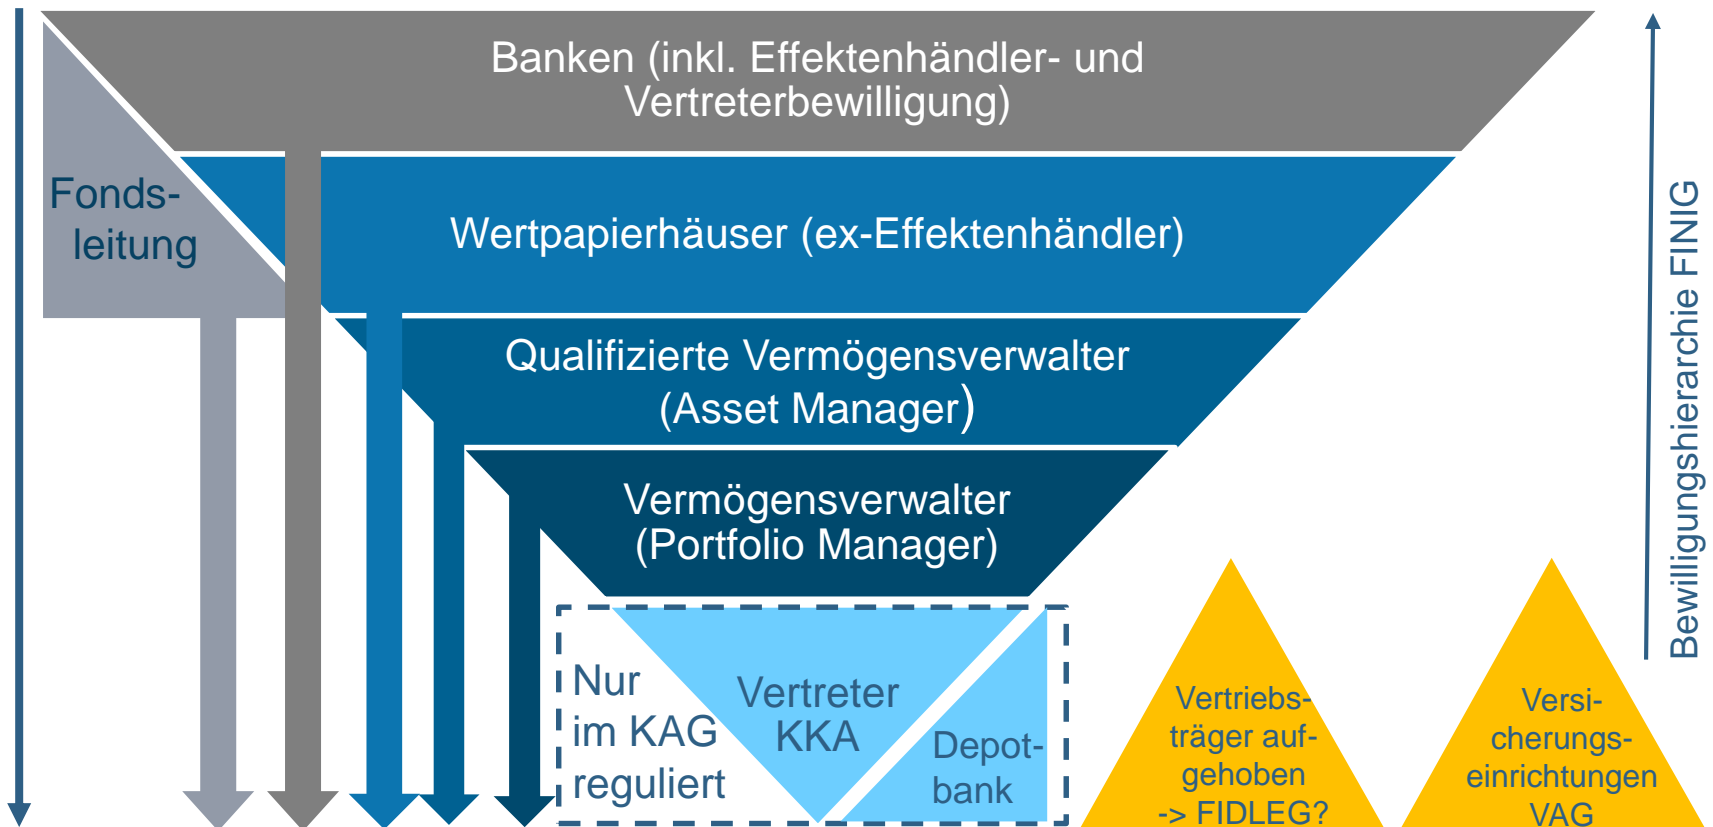 Banken (inkl. Effektenhändler- und
Vertreterbewilligung)
Fonds-
leitung
Wertpapierhäuser (ex-Effektenhändler)
Qualifizierte Vermögensverwalter
(Asset Manager)
Vermögensverwalter
(Portfolio Manager)
Nur
im KAG
reguliert
Vertreter
KKA
Depot-
bank
Vertriebs-
träger auf-
gehoben
-> FIDLEG?
Versi-
cherungs-
einrichtungen
VAG
Bewilligungshierarchie FINIG